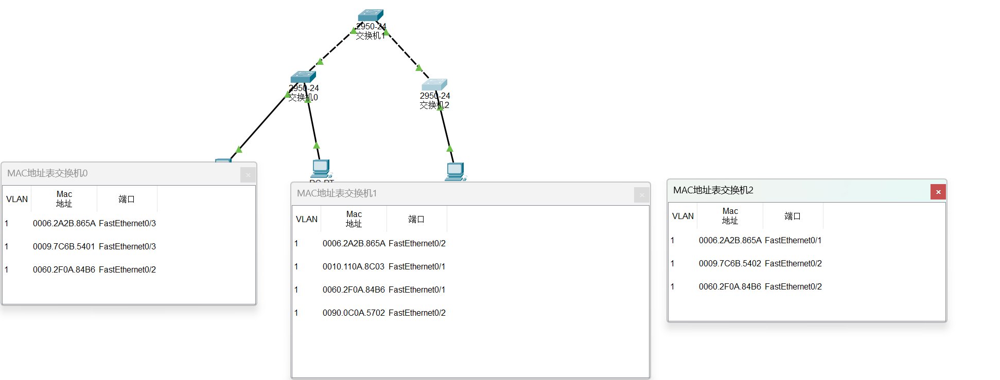 2950-24
交换机1
2950-24
交换机0
2950-24
交换机2
MAC地址表交换机0
VLAN Mac 地址 端口
1 0006.2A2B.865A FastEthernet0/3
1 0009.7C6B.5401 FastEthernet0/3
1 0060.2F0A.84B6 FastEthernet0/2
MAC地址表交换机1
VLAN Mac 地址 端口
1 0006.2A2B.865A FastEthernet0/2
1 0010.110A.8C03 FastEthernet0/1
1 0060.2F0A.84B6 FastEthernet0/1
1 0090.0C0A.5702 FastEthernet0/2
MAC地址表交换机2
VLAN Mac 地址 端口
1 0006.2A2B.865A FastEthernet0/1
1 0009.7C6B.5402 FastEthernet0/2
1 0060.2F0A.84B6 FastEthernet0/2